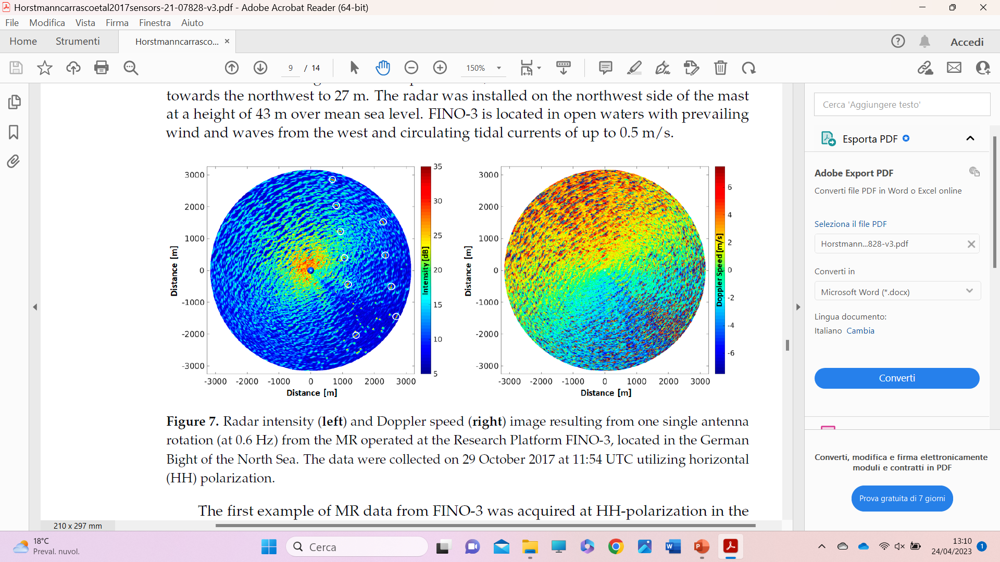 Horstmanncarrascoetal2017sensors-21-07828-v3.pdf - Adobe Acrobat Reader (64-bit)
File Modifica Vista Firma Finestra Aiuto
Home Strumenti Horstmanncarrasco... × Accedi
9 / 14 150%
towards the northwest to 27 m. The radar was installed on the northwest side of the mast
at a height of 43 m over mean sea level. FINO-3 is located in open waters with prevailing
wind and waves from the west and circulating tidal currents of up to 0.5 m/s.
3000
2000
1000
0
-1000
-2000
-3000
Distance [m]
-3000 -2000 -1000 0 1000 2000 3000
Distance [m]
35
30
25
20
15
10
5
Intensity [dB]
3000
2000
1000
0
-1000
-2000
-3000
Distance [m]
-3000 -2000 -1000 0 1000 2000 3000
Distance [m]
6
4
2
0
-2
-4
-6
Doppler Speed [m/s]
Figure 7. Radar intensity (left) and Doppler speed (right) image resulting from one single antenna
rotation (at 0.6 Hz) from the MR operated at the Research Platform FINO-3, located in the German
Bight of the North Sea. The data were collected on 29 October 2017 at 11:54 UTC utilizing horizontal
(HH) polarization.
The first example of MR data from FINO-3 was acquired at HH-polarization in the
210 x 297 mm
Cerca 'Aggiungere testo'
Esporta PDF
Adobe Export PDF
Converti file PDF in Word o Excel online
Seleziona il file PDF
Horstmann...828-v3.pdf
Converti in
Microsoft Word (*.docx)
Lingua documento:
Italiano Cambia
Converti
Converti, modifica e firma elettronicamente
moduli e contratti in PDF
Prova gratuita di 7 giorni
18°C
Preval. nuvol.
Cerca
13:10
24/04/2023
1